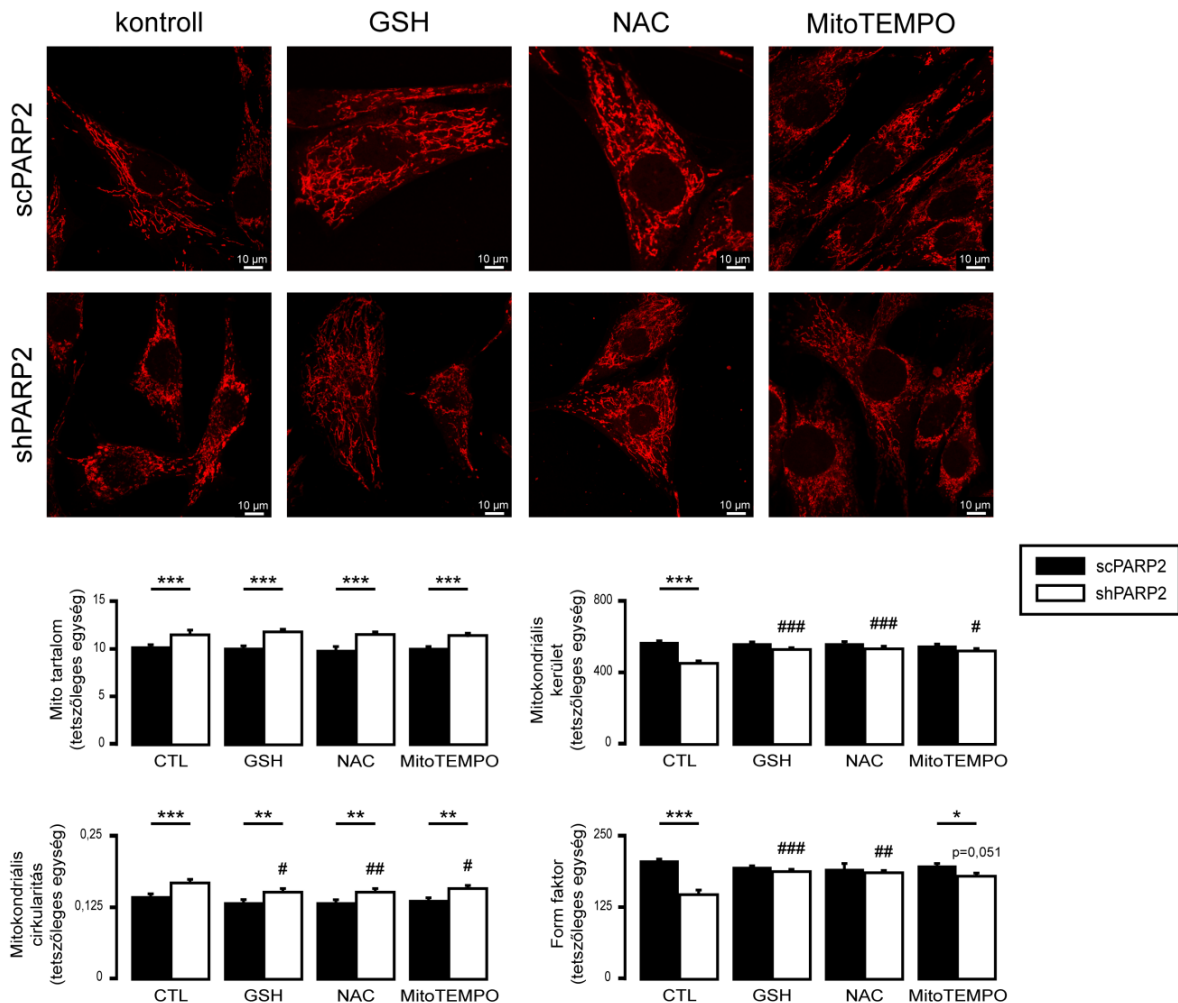 kontroll GSH NAC MitoTEMPO
scPARP2
10 µm 10 µm 10 µm 10 µm
shPARP2
10 µm 10 µm 10 µm 10 µm
scPARP2
shPARP2
Mito tartalom
(tetszőleges egység)
15
10
5
0
*** *** *** ***
CTL GSH NAC MitoTEMPO
Mitokondriális
kerület
(tetszőleges egység)
800
400
0
***
### ### #
CTL GSH NAC MitoTEMPO
Mitokondriális
cirkularitás
(tetszőleges egység)
0,25
0,125
0
*** ** ** **
# ## #
CTL GSH NAC MitoTEMPO
Form faktor
(tetszőleges egység)
250
125
0
*** *
### ## p=0,051
CTL GSH NAC MitoTEMPO